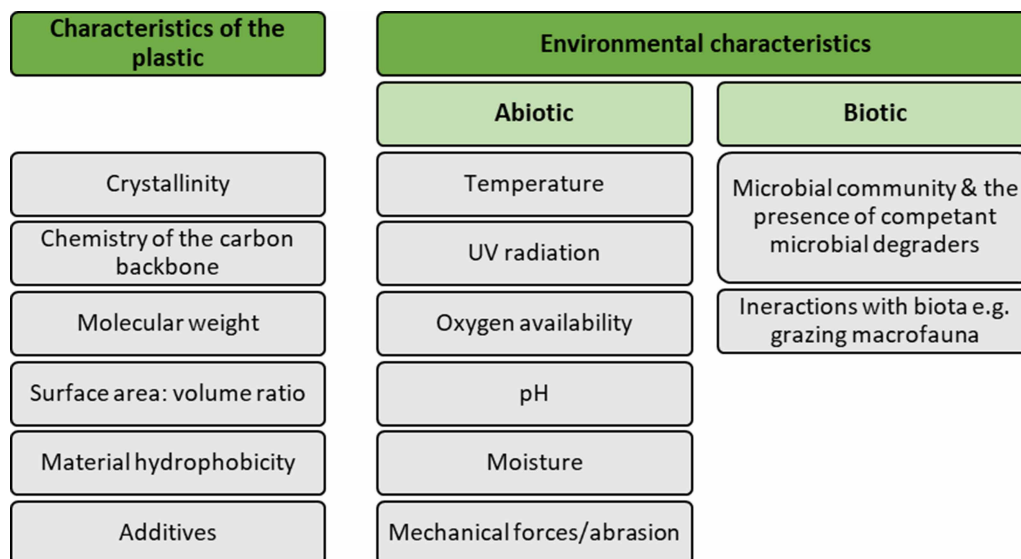 Characteristics of the
plastic
Environmental characteristics
Abiotic
Biotic
Crystallinity
Chemistry of the carbon
backbone
Molecular weight
Surface area: volume ratio
Material hydrophobicity
Additives
Temperature
UV radiation
Oxygen availability
pH
Moisture
Mechanical forces/abrasion
Microbial community & the
presence of competant
microbial degraders
Ineractions with biota e.g.
grazing macrofauna